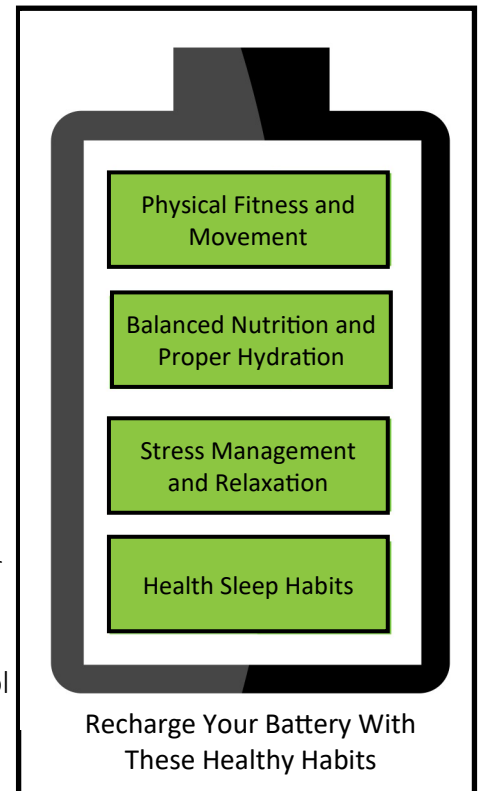 Physical Fitness and
Movement
Balanced Nutrition and
Proper Hydration
Stress Management
and Relaxation
Health Sleep Habits
Recharge Your Battery With
These Healthy Habits